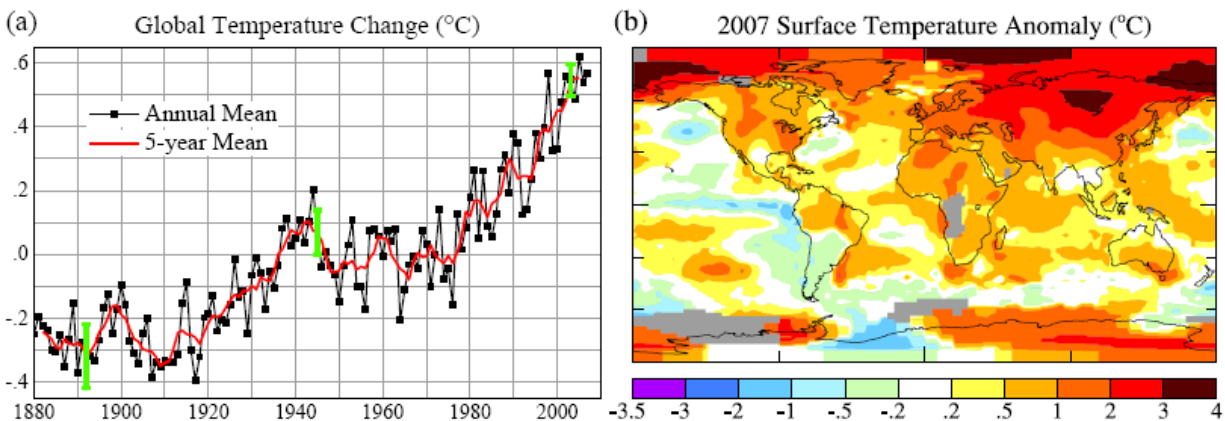 (a) Global Temperature Change (°C)
.6
.4
.2
.0
-.2
-.4
Annual Mean
5-year Mean
1880 1900 1920 1940 1960 1980 2000
(b) 2007 Surface Temperature Anomaly (°C)
-3.5 -3 -2 -1 -.5 -.2 .2 .5 1 2 3 4